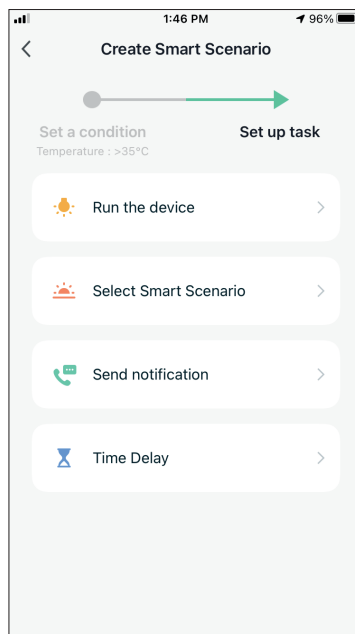 1:46 PM
96%
Create Smart Scenario
Set a condition
Set up task
Temperature : >35°C
Run the device
Select Smart Scenario
Send notification
Time Delay